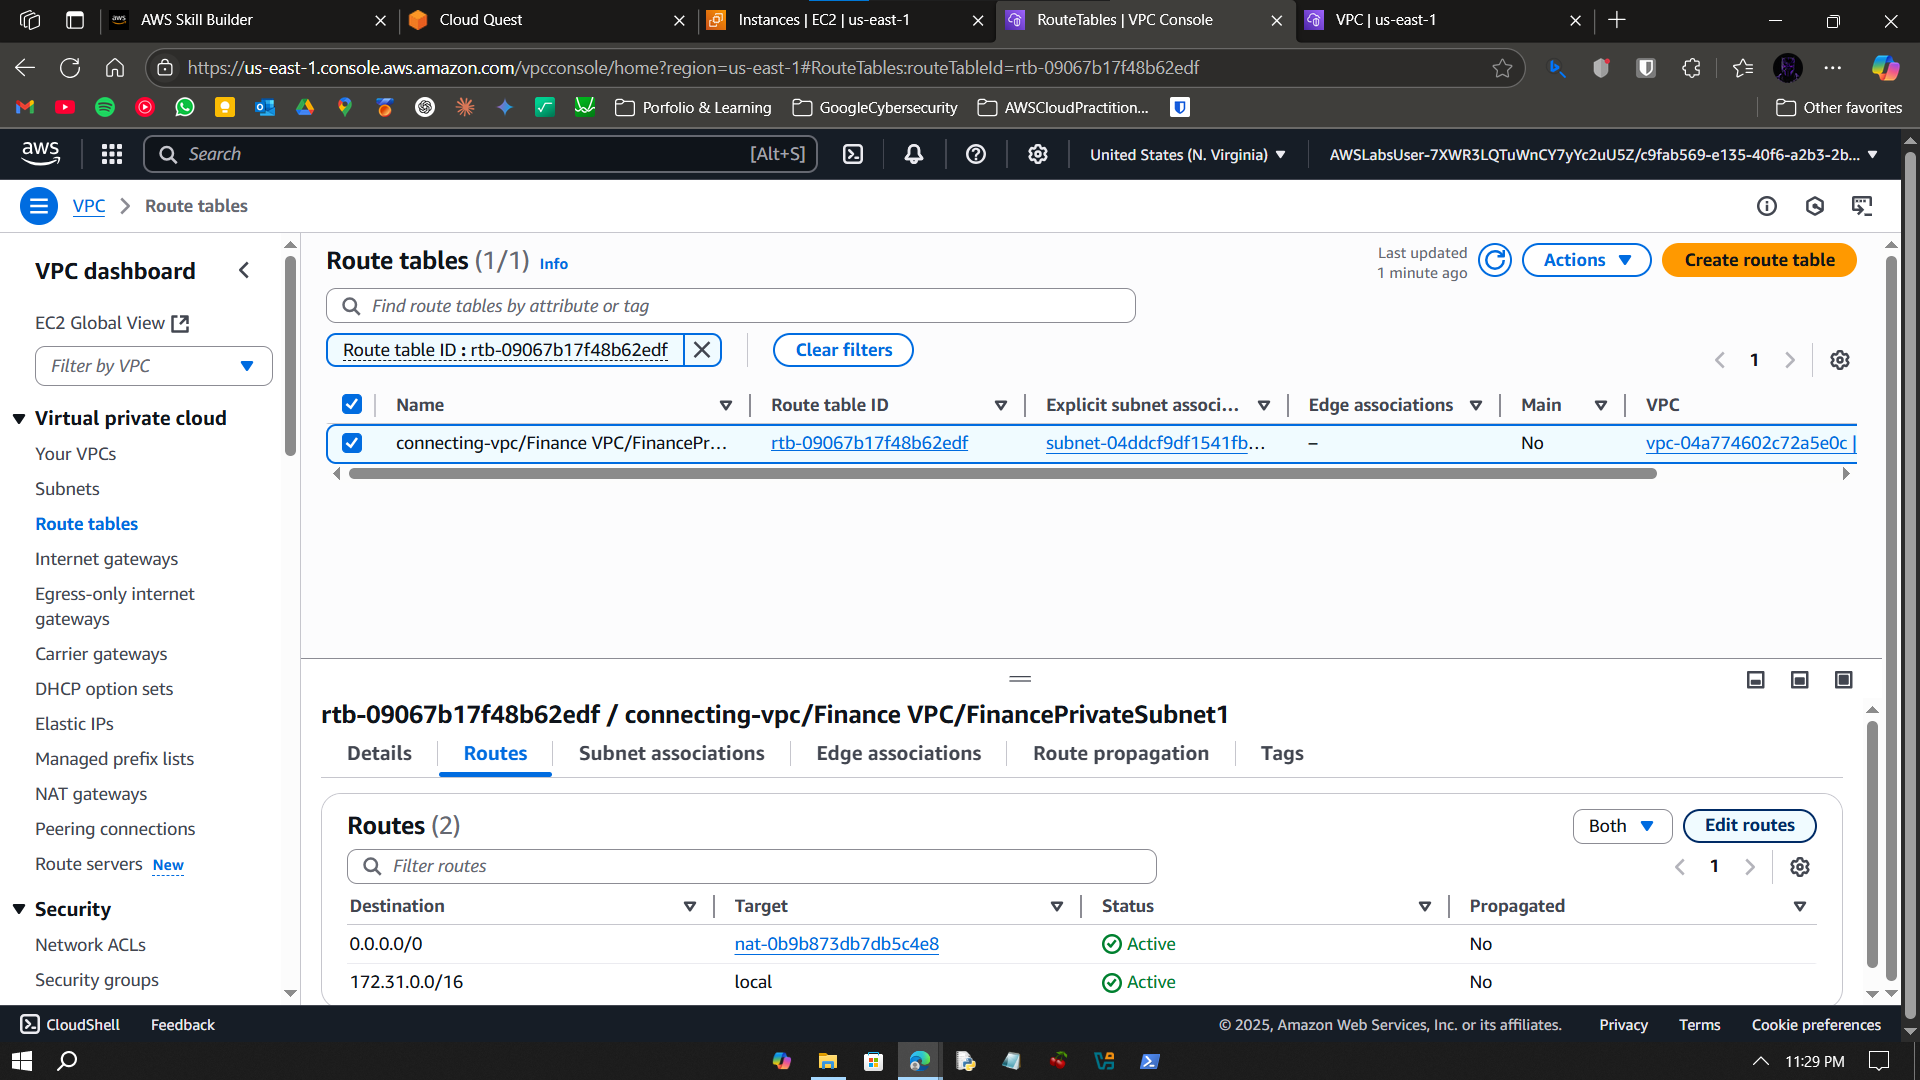 AWS Skill Builder
Cloud Quest
Instances | EC2 | us-east-1
RouteTables | VPC Console
VPC | us-east-1
https://us-east-1.console.aws.amazon.com/vpcconsole/home?region=us-east-1#RouteTables:routeTableId=rtb-09067b17f48b62edf
Porfolio & Learning
GoogleCybersecurity
AWSCloudPractition...
Other favorites
aws
Search
[Alt+S]
United States (N. Virginia)
AWSLabsUser-7XWR3LQTuWnCY7yYc2uU5Z/c9fab569-e135-40f6-a2b3-2b...
VPC
Route tables
VPC dashboard
EC2 Global View
Filter by VPC
Virtual private cloud
Your VPCs
Subnets
Route tables
Internet gateways
Egress-only internet
gateways
Carrier gateways
DHCP option sets
Elastic IPs
Managed prefix lists
NAT gateways
Peering connections
Route servers New
Security
Network ACLs
Security groups
Route tables (1/1) Info
Last updated
1 minute ago
Actions
Create route table
Find route tables by attribute or tag
Route table ID : rtb-09067b17f48b62edf
Clear filters
1
Name
Route table ID
Explicit subnet associ...
Edge associations
Main
VPC
connecting-vpc/Finance VPC/FinancePr...
rtb-09067b17f48b62edf
subnet-04ddcf9df1541fb...
–
No
vpc-04a774602c72a5e0c |
rtb-09067b17f48b62edf / connecting-vpc/Finance VPC/FinancePrivateSubnet1
Details
Routes
Subnet associations
Edge associations
Route propagation
Tags
Routes (2)
Both
Edit routes
Filter routes
1
Destination
Target
Status
Propagated
0.0.0.0/0
nat-0b9b873db7db5c4e8
Active
No
172.31.0.0/16
local
Active
No
CloudShell
Feedback
© 2025, Amazon Web Services, Inc. or its affiliates.
Privacy
Terms
Cookie preferences
11:29 PM